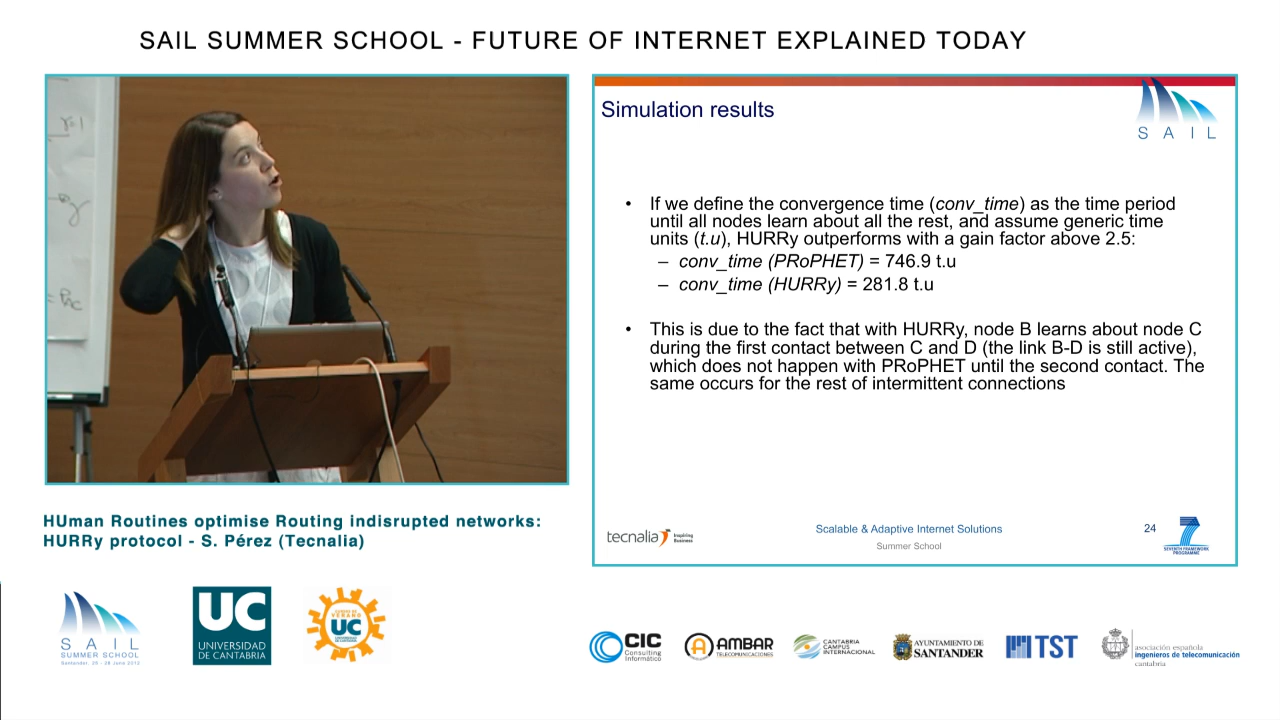 SAIL SUMMER SCHOOL - FUTURE OF INTERNET EXPLAINED TODAY
Simulation results
S A I L
• If we define the convergence time (conv_time) as the time period
until all nodes learn about all the rest, and assume generic time
units (t.u), HURRy outperforms with a gain factor above 2.5:
– conv_time (PRoPHET) = 746.9 t.u
– conv_time (HURRy) = 281.8 t.u
• This is due to the fact that with HURRy, node B learns about node C
during the first contact between C and D (the link B-D is still active),
which does not happen with PRoPHET until the second contact. The
same occurs for the rest of intermittent connections
tecnalia Inspiring
Business
Scalable & Adaptive Internet Solutions
Summer School
24
SEVENTH FRAMEWORK
PROGRAMME
HUman Routines optimise Routing indisrupted networks:
HURRy protocol - S. Pérez (Tecnalia)
S A I L
SUMMER SCHOOL
Santander, 25 - 28 June 2012
UC
UNIVERSIDAD
DE CANTABRIA
CURSOS DE
VERANO
UC
CIC
Consulting
Informático
AMBAR
TELECOMUNICACIONES
CANTABRIA
CAMPUS
INTERNACIONAL
AYUNTAMIENTO DE
SANTANDER
TST
asociación española
ingenieros de telecomunicación
cantabria